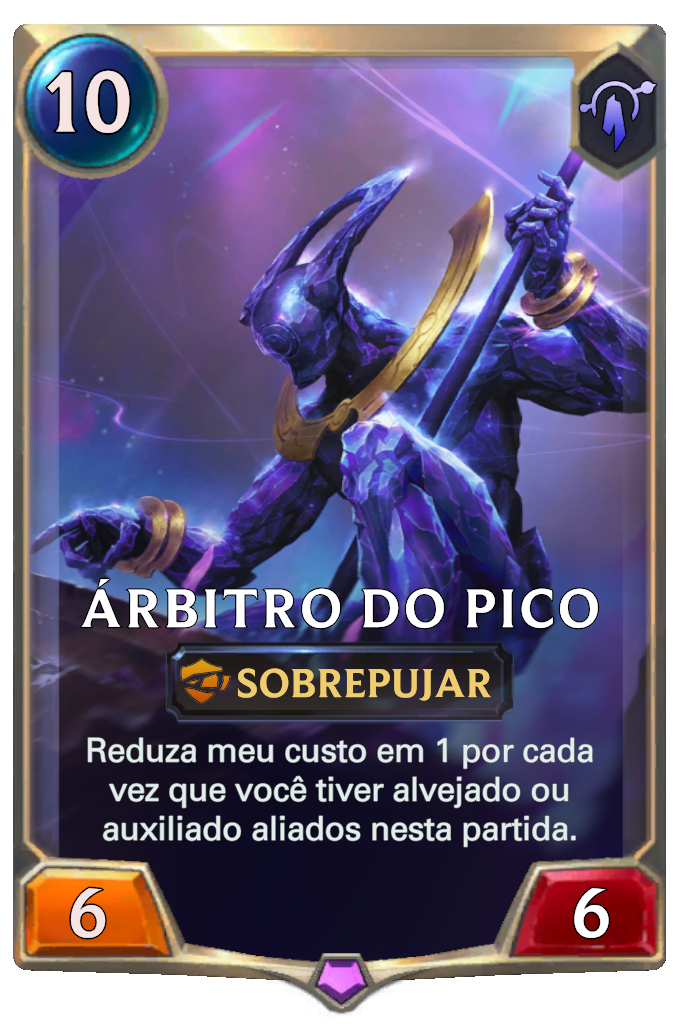 10
ÁRBITRO DO PICO
SOBREPUJAR
Reduza meu custo em 1 por cada
vez que você tiver alvejado ou
auxiliado aliados nesta partida.
6
6